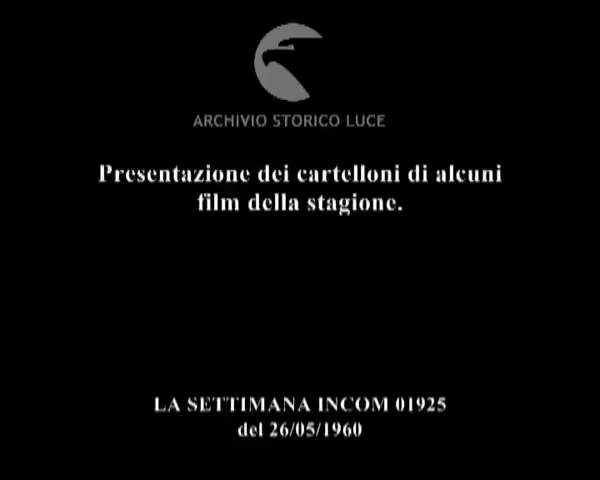 ARCHIVIO STORICO LUCE
Presentazione dei cartelloni di alcuni
film della stagione.
LA SETTIMANA INCOM 01925
del 26/05/1960